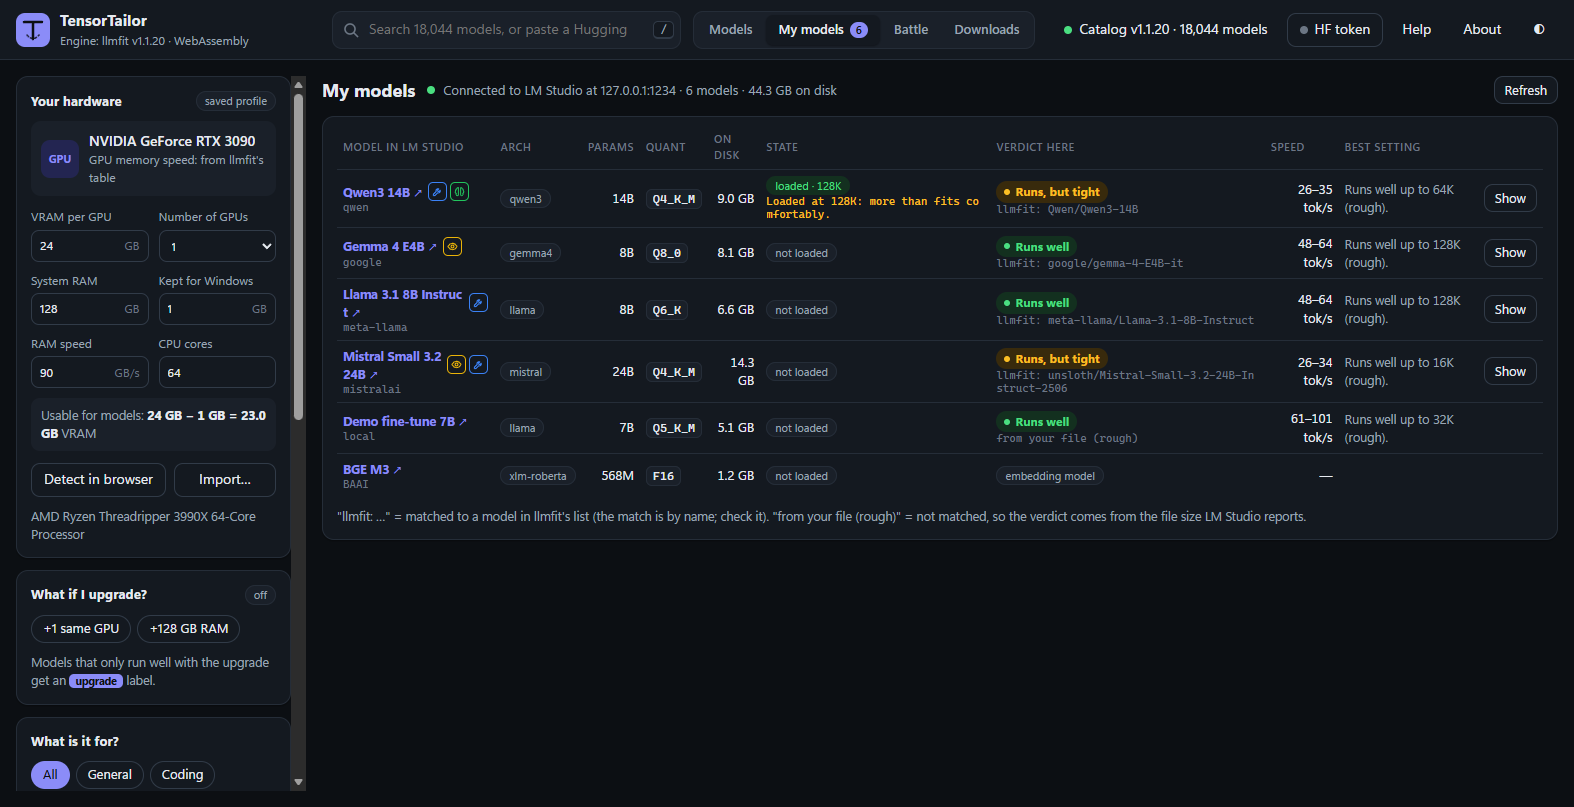 TensorTailor
Engine: llmfit v1.1.20 · WebAssembly
Search 18,044 models, or paste a Hugging
/
Models
My models 6
Battle
Downloads
Catalog v1.1.20 · 18,044 models
HF token
Help
About
Your hardware
saved profile
GPU
NVIDIA GeForce RTX 3090
GPU memory speed: from llmfit's
table
VRAM per GPU
Number of GPUs
24 GB
1
System RAM
Kept for Windows
128 GB
1 GB
RAM speed
CPU cores
90 GB/s
64
Usable for models: 24 GB − 1 GB = 23.0
GB VRAM
Detect in browser
Import...
AMD Ryzen Threadripper 3990X 64-Core
Processor
What if I upgrade?
off
+1 same GPU
+128 GB RAM
Models that only run well with the upgrade
get an upgrade label.
What is it for?
All
General
Coding
My models
Connected to LM Studio at 127.0.0.1:1234 · 6 models · 44.3 GB on disk
Refresh
MODEL IN LM STUDIO
ARCH
PARAMS
QUANT
ON
DISK
STATE
VERDICT HERE
SPEED
BEST SETTING
Qwen3 14B ↗
qwen
qwen3
14B
Q4_K_M
9.0 GB
loaded · 128K
Loaded at 128K: more than fits co
mfortably.
Runs, but tight
llmfit: Qwen/Qwen3-14B
26–35
tok/s
Runs well up to 64K
(rough).
Show
Gemma 4 E4B ↗
google
gemma4
8B
Q8_0
8.1 GB
not loaded
Runs well
llmfit: google/gemma-4-E4B-it
48–64
tok/s
Runs well up to 128K
(rough).
Show
Llama 3.1 8B Instruc
t ↗
meta-llama
llama
8B
Q6_K
6.6 GB
not loaded
Runs well
llmfit: meta-llama/Llama-3.1-8B-Instruct
48–64
tok/s
Runs well up to 128K
(rough).
Show
Mistral Small 3.2
24B ↗
mistralai
mistral
24B
Q4_K_M
14.3
GB
not loaded
Runs, but tight
llmfit: unsloth/Mistral-Small-3.2-24B-In
struct-2506
26–34
tok/s
Runs well up to 16K
(rough).
Show
Demo fine-tune 7B ↗
local
llama
7B
Q5_K_M
5.1 GB
not loaded
Runs well
from your file (rough)
61–101
tok/s
Runs well up to 32K
(rough).
BGE M3 ↗
BAAI
xlm-roberta
568M
F16
1.2 GB
not loaded
embedding model
—
"llmfit: ..." = matched to a model in llmfit's list (the match is by name; check it). "from your file (rough)" = not matched, so the verdict comes from the file size LM Studio reports.